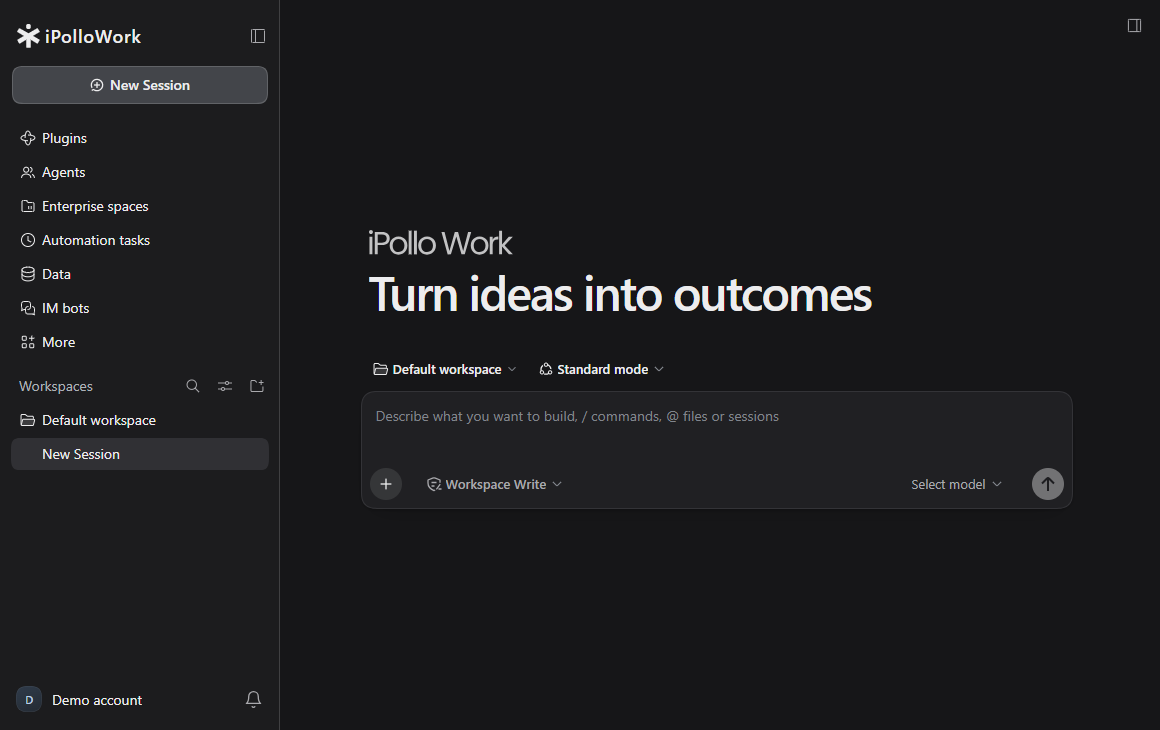 iPolloWork
New Session
Plugins
Agents
Enterprise spaces
Automation tasks
Data
IM bots
More
Workspaces
Default workspace
New Session
D
Demo account
iPollo Work
Turn ideas into outcomes
Default workspace
Standard mode
Describe what you want to build, / commands, @ files or sessions
Workspace Write
Select model